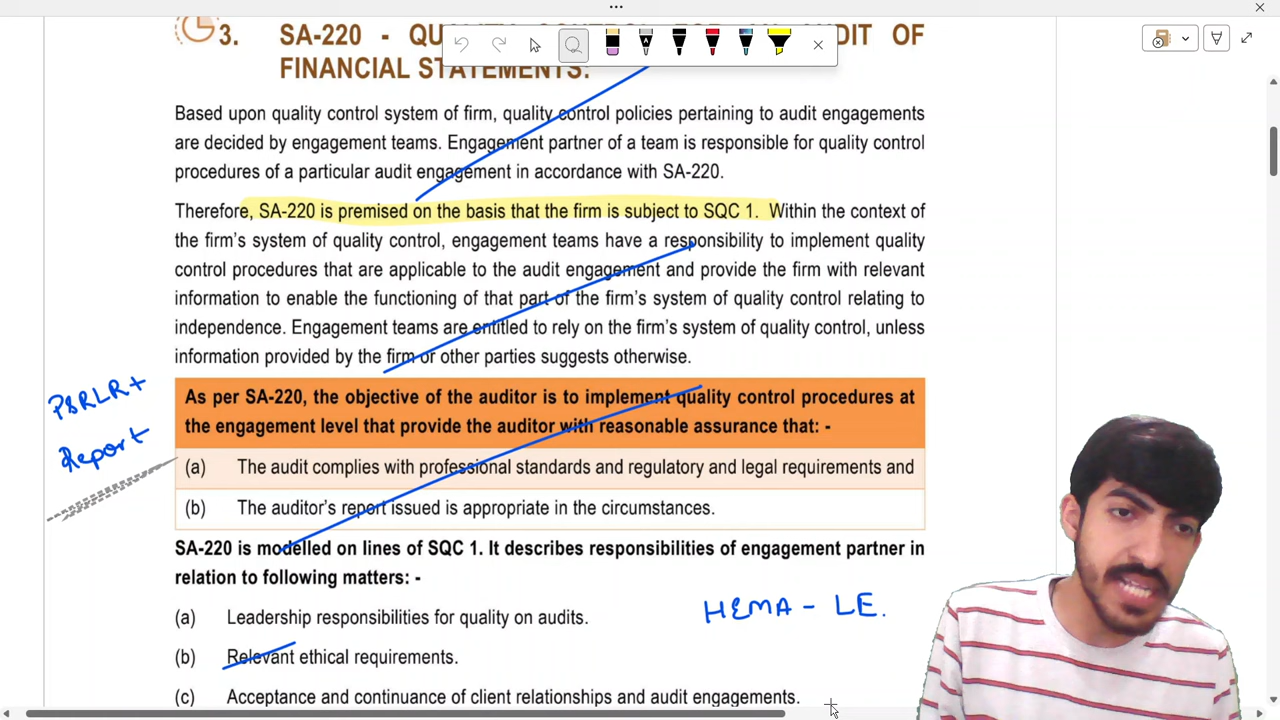 3. SA-220 - QU DIT OF
FINANCIAL STATEMENTS:
Based upon quality control system of firm, quality control policies pertaining to audit engagements
are decided by engagement teams. Engagement partner of a team is responsible for quality control
procedures of a particular audit engagement in accordance with SA-220.
Therefore, SA-220 is premised on the basis that the firm is subject to SQC 1. Within the context of
the firm's system of quality control, engagement teams have a responsibility to implement quality
control procedures that are applicable to the audit engagement and provide the firm with relevant
information to enable the functioning of that part of the firm's system of quality control relating to
independence. Engagement teams are entitled to rely on the firm's system of quality control, unless
information provided by the firm or other parties suggests otherwise.
PSRLR+
Report
As per SA-220, the objective of the auditor is to implement quality control procedures at
the engagement level that provide the auditor with reasonable assurance that: -
(a) The audit complies with professional standards and regulatory and legal requirements and
(b) The auditor's report issued is appropriate in the circumstances.
SA-220 is modelled on lines of SQC 1. It describes responsibilities of engagement partner in
relation to following matters: -
HEMA - LE.
(a) Leadership responsibilities for quality on audits.
(b) Relevant ethical requirements.
(c) Acceptance and continuance of client relationships and audit engagements.